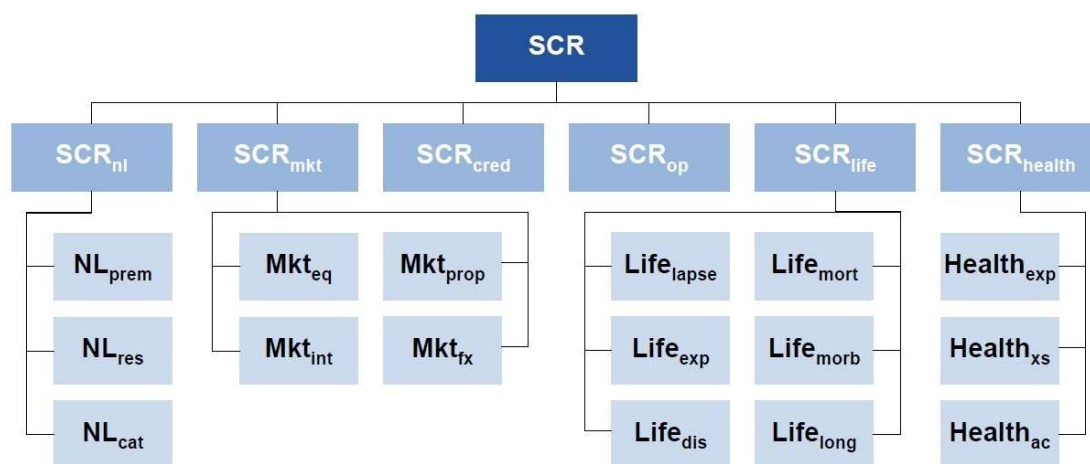 SCR
SCRnl SCRmkt SCRcred SCRop SCRlife SCRhealth
NLprem Mkteq Mktprop Lifelapse Lifemort Healthexp
NLres Mktint Mktfx Lifeexp Lifemorb Healthxs
NLcat Lifedis Lifelong Healthac